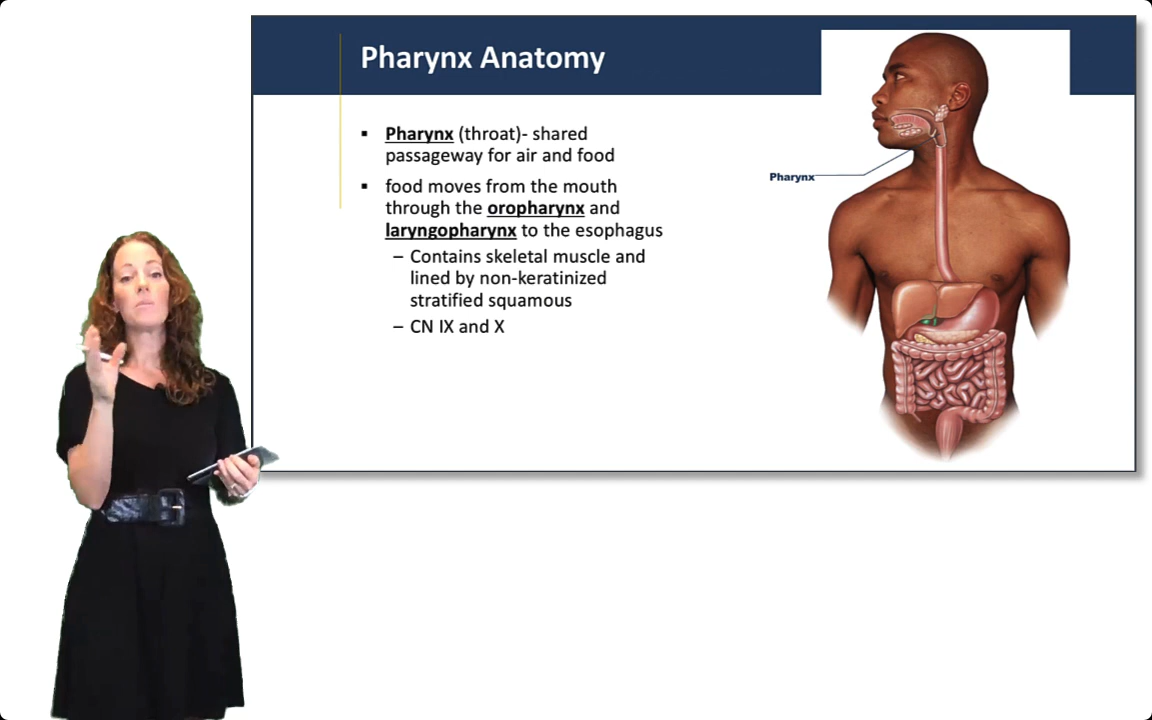 Pharynx Anatomy
▪ Pharynx (throat)- shared
passageway for air and food
▪ food moves from the mouth
through the oropharynx and
laryngopharynx to the esophagus
– Contains skeletal muscle and
lined by non-keratinized
stratified squamous
– CN IX and X
Pharynx